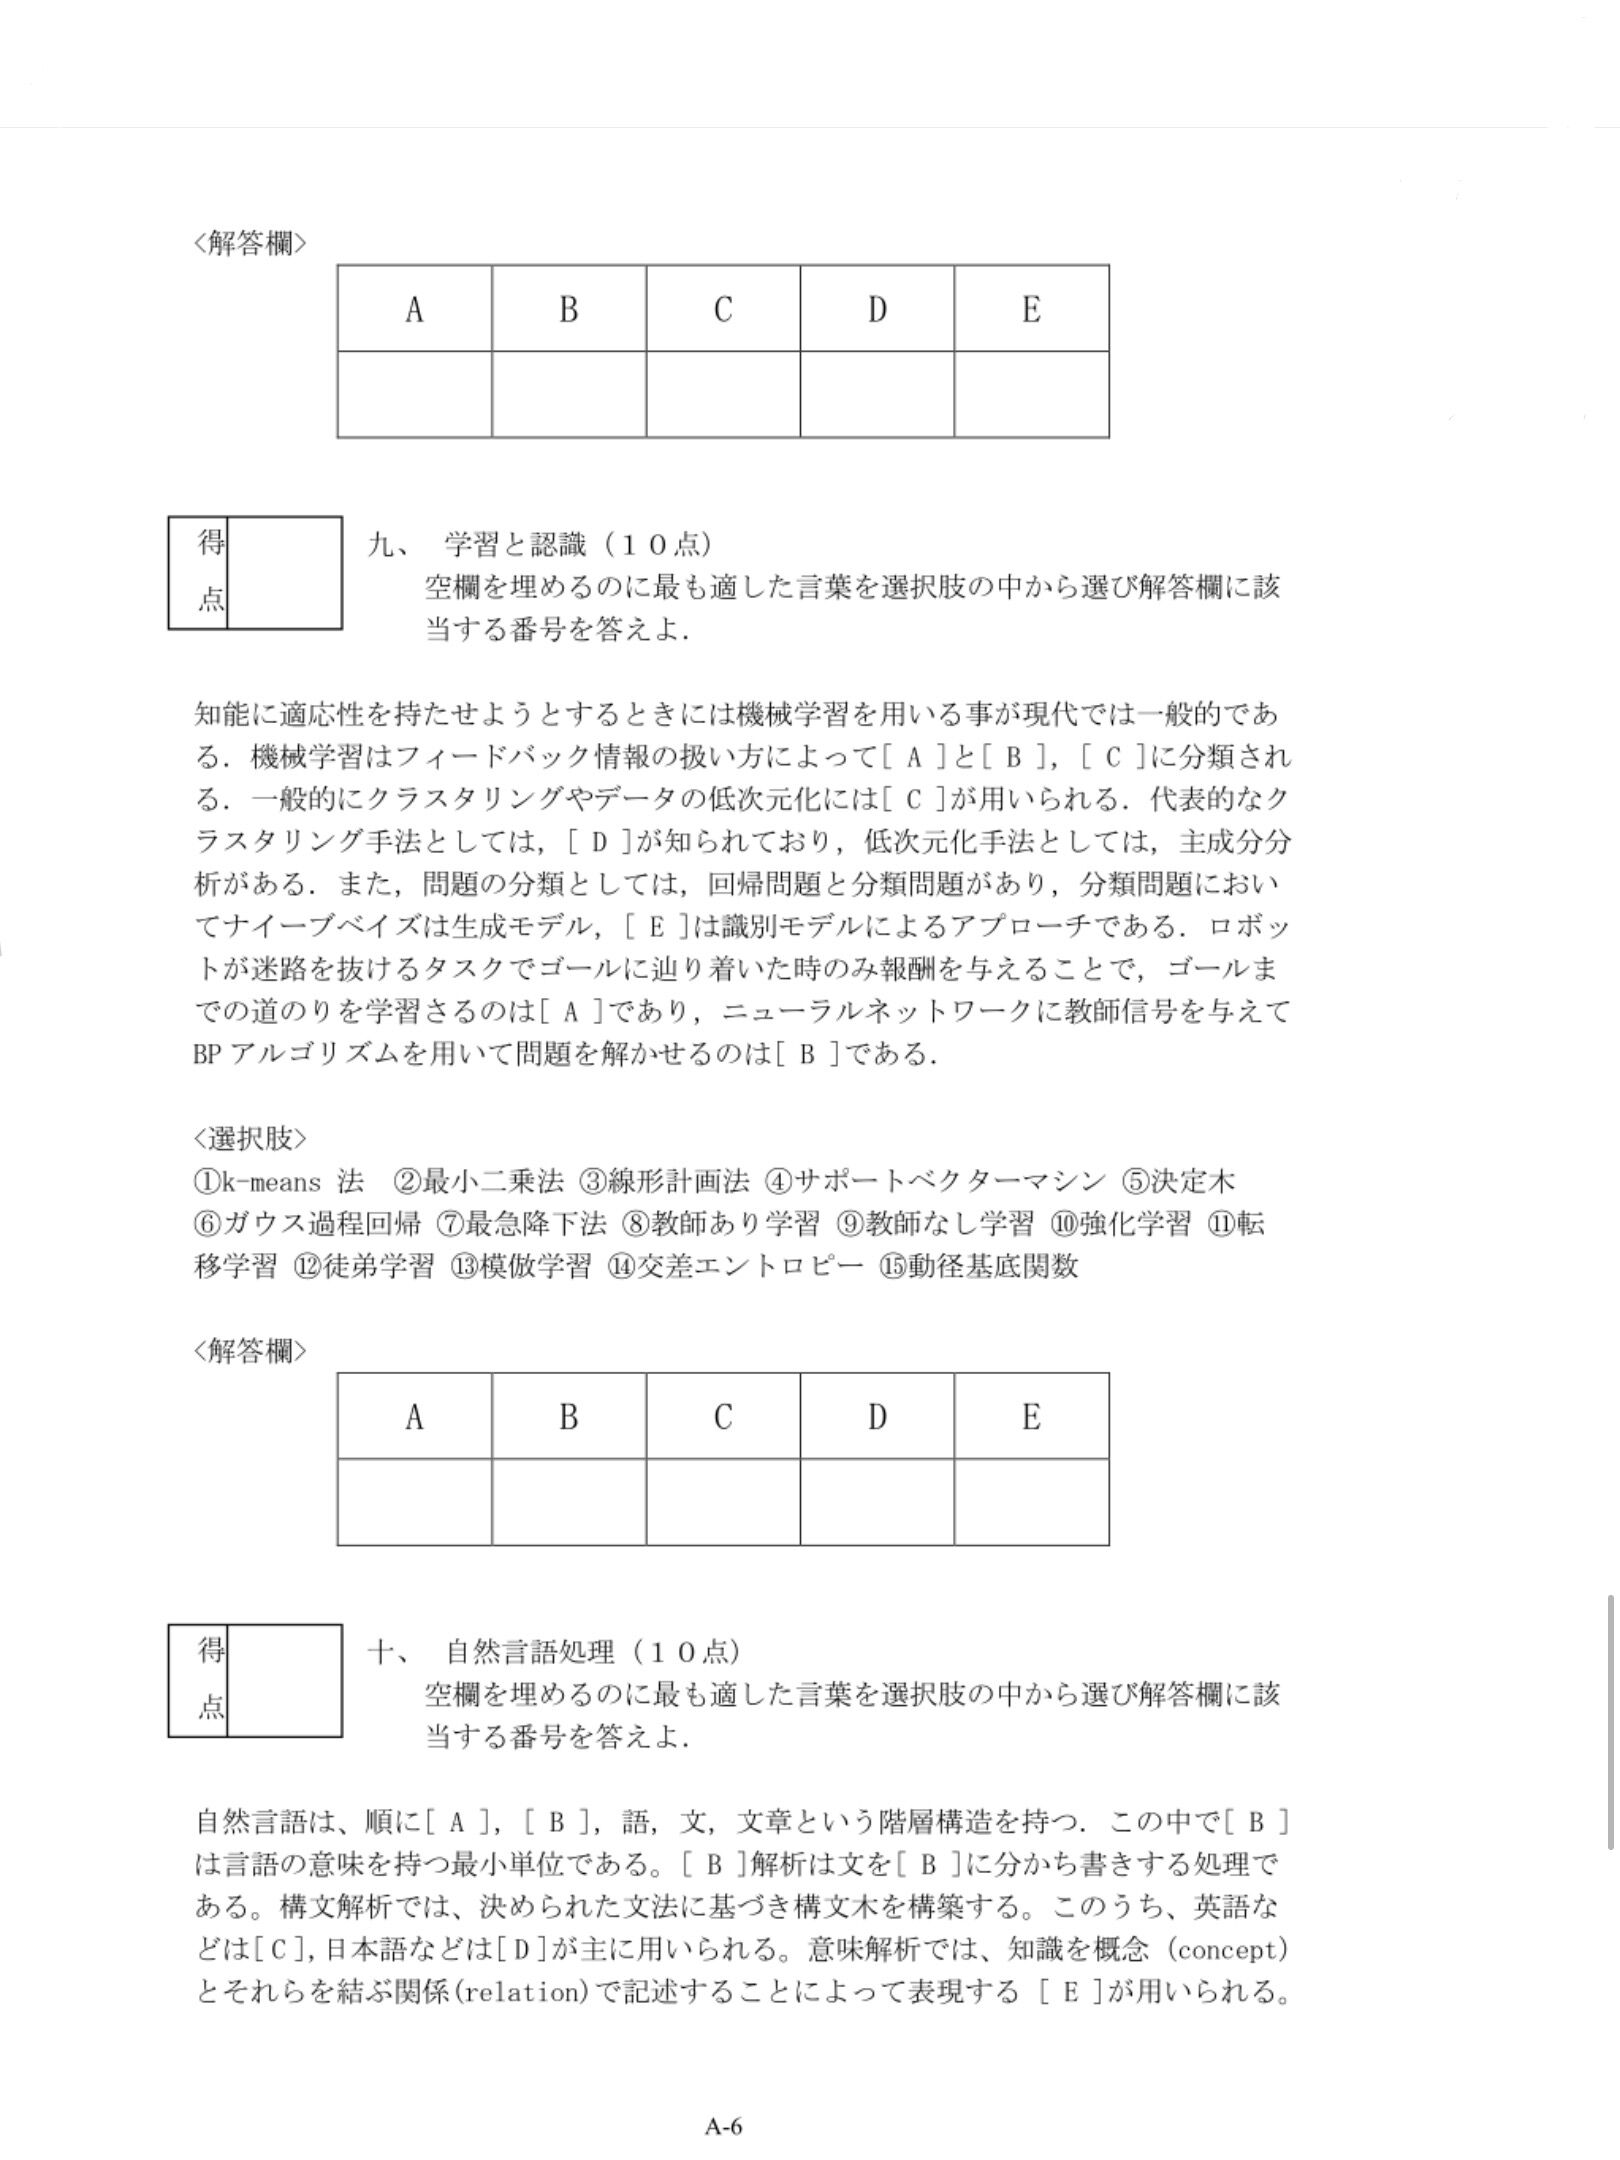 <解答欄>
A B C D E
得点
九、 学習と認識（１０点）
空欄を埋めるのに最も適した言葉を選択肢の中から選び解答欄に該
当する番号を答えよ．
知能に適応性を持たせようとするときには機械学習を用いる事が現代では一般的であ
る．機械学習はフィードバック情報の扱い方によって[ A ]と[ B ]，[ C ]に分類され
る．一般的にクラスタリングやデータの低次元化には[ C ]が用いられる．代表的なク
ラスタリング手法としては，[ D ]が知られており，低次元化手法としては，主成分分
析がある．また，問題の分類としては，回帰問題と分類問題があり，分類問題におい
てナイーブベイズは生成モデル，[ E ]は識別モデルによるアプローチである．ロボッ
トが迷路を抜けるタスクでゴールに辿り着いた時のみ報酬を与えることで，ゴールま
での道のりを学習さるのは[ A ]であり，ニューラルネットワークに教師信号を与えて
BP アルゴリズムを用いて問題を解かせるのは[ B ]である．
<選択肢>
①k-means 法　②最小二乗法 ③線形計画法 ④サポートベクターマシン ⑤決定木
⑥ガウス過程回帰 ⑦最急降下法 ⑧教師あり学習 ⑨教師なし学習 ⑩強化学習 ⑪転
移学習 ⑫徒弟学習 ⑬模倣学習 ⑭交差エントロピー ⑮動径基底関数
<解答欄>
A B C D E
得点
十、 自然言語処理（１０点）
空欄を埋めるのに最も適した言葉を選択肢の中から選び解答欄に該
当する番号を答えよ．
自然言語は、順に[ A ]，[ B ]，語，文，文章という階層構造を持つ．この中で[ B ]
は言語の意味を持つ最小単位である。[ B ]解析は文を[ B ]に分かち書きする処理で
ある。構文解析では、決められた文法に基づき構文木を構築する。このうち、英語な
どは[ C ],日本語などは[ D ]が主に用いられる。意味解析では、知識を概念 (concept)
とそれらを結ぶ関係(relation)で記述することによって表現する [ E ]が用いられる。
A-6